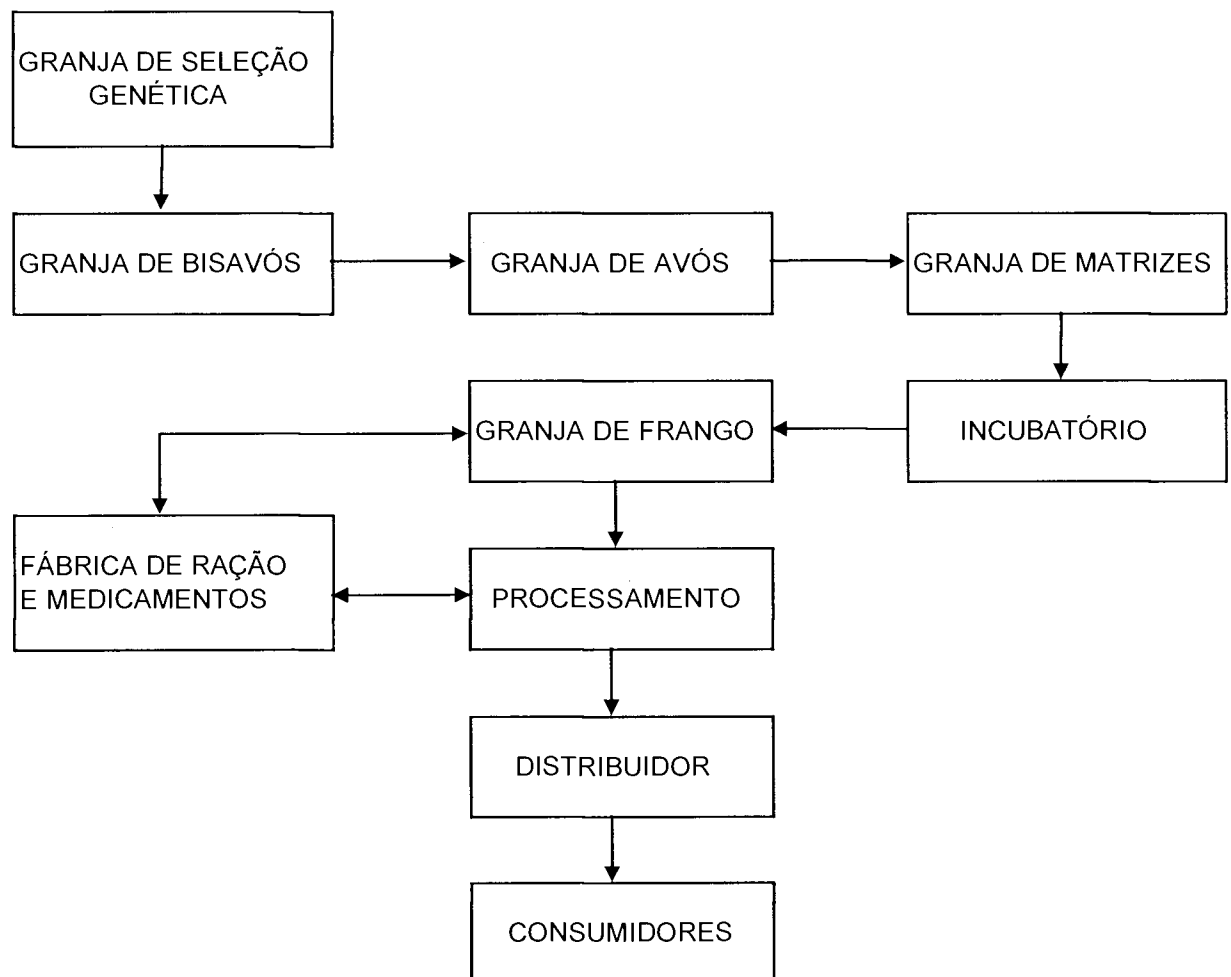 GRANJA DE SELEÇÃO
GENÉTICA
GRANJA DE BISAVÓS
GRANJA DE AVÓS
GRANJA DE MATRIZES
GRANJA DE FRANGO
INCUBATÓRIO
FÁBRICA DE RAÇÃO
E MEDICAMENTOS
PROCESSAMENTO
DISTRIBUIDOR
CONSUMIDORES